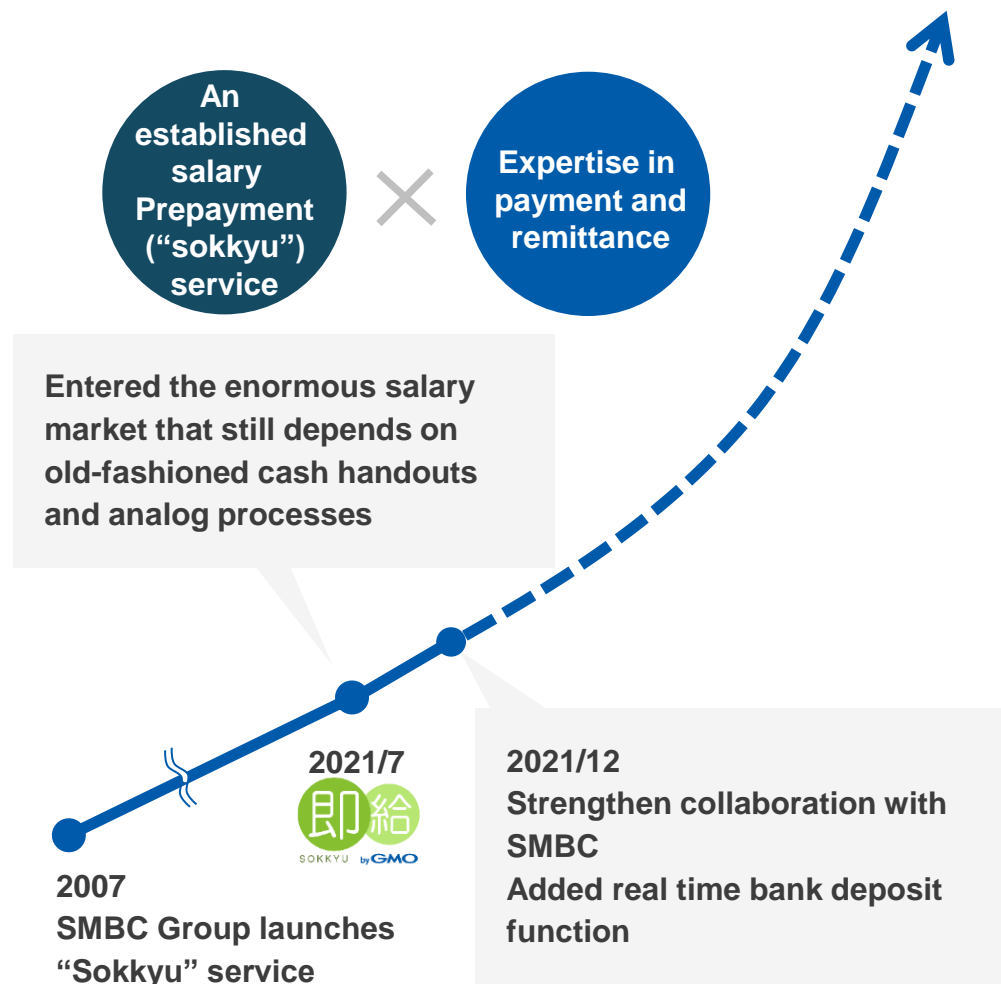 An
established
salary
Prepayment
(“sokkyu”)
service
Expertise in
payment and
remittance
Entered the enormous salary
market that still depends on
old-fashioned cash handouts
and analog processes
2021/7
即給
SOKKYU by GMO
2007
SMBC Group launches
“Sokkyu” service
2021/12
Strengthen collaboration with
SMBC
Added real time bank deposit
function